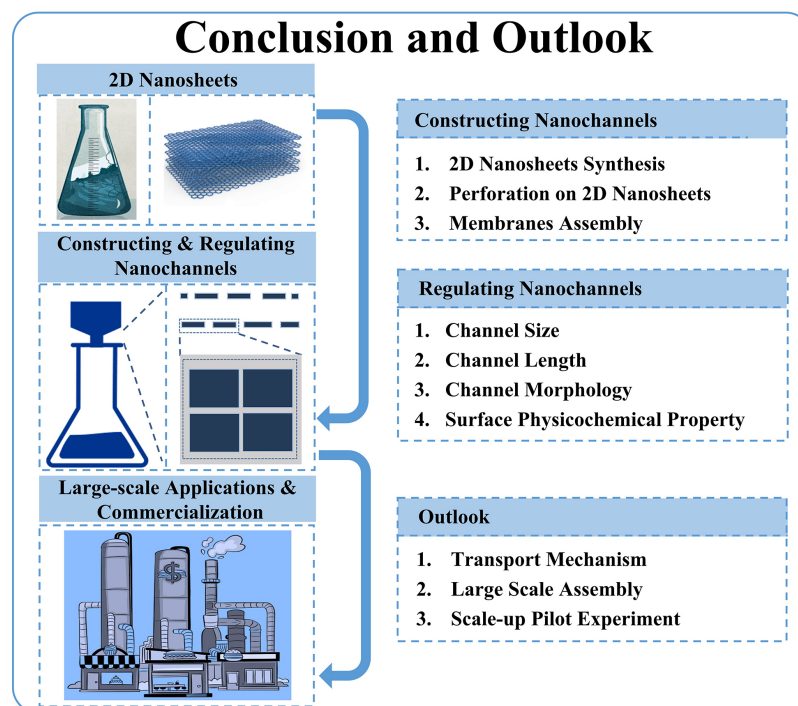 Conclusion and Outlook
2D Nanosheets
Constructing & Regulating
Nanochannels
Large-scale Applications &
Commercialization
$
Constructing Nanochannels
1. 2D Nanosheets Synthesis
2. Perforation on 2D Nanosheets
3. Membranes Assembly
Regulating Nanochannels
1. Channel Size
2. Channel Length
3. Channel Morphology
4. Surface Physicochemical Property
Outlook
1. Transport Mechanism
2. Large Scale Assembly
3. Scale-up Pilot Experiment